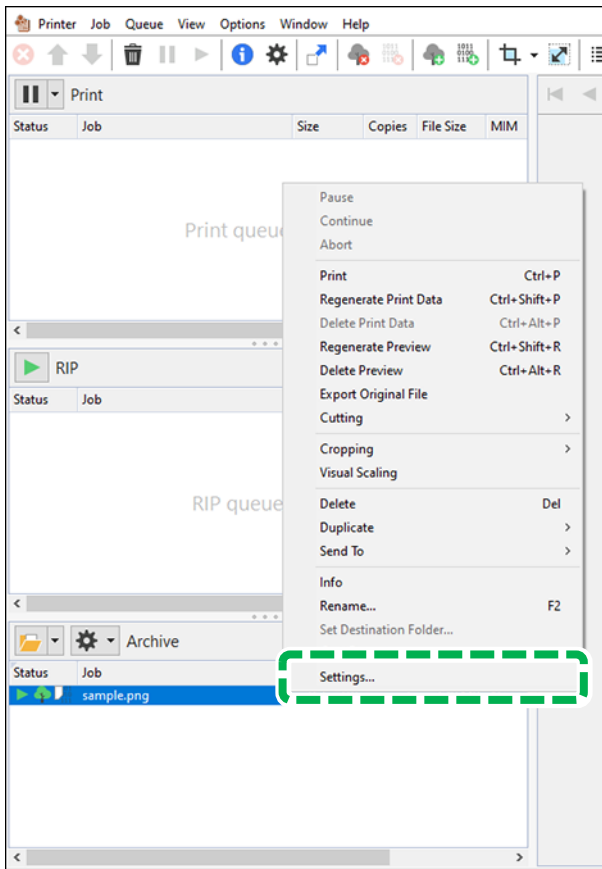 Printer Job Queue View Options Window Help
Print
Status Job Size Copies File Size MIM
Print queue
Pause
Continue
Abort
Print Ctrl+P
Regenerate Print Data Ctrl+Shift+P
Delete Print Data Ctrl+Alt+P
Regenerate Preview Ctrl+Shift+R
Delete Preview Ctrl+Alt+R
Export Original File
Cutting
Cropping
Visual Scaling
Delete Del
Duplicate
Send To
Info
Rename... F2
Set Destination Folder...
Settings...
RIP
Status Job
RIP queue
Archive
Status Job
sample.png